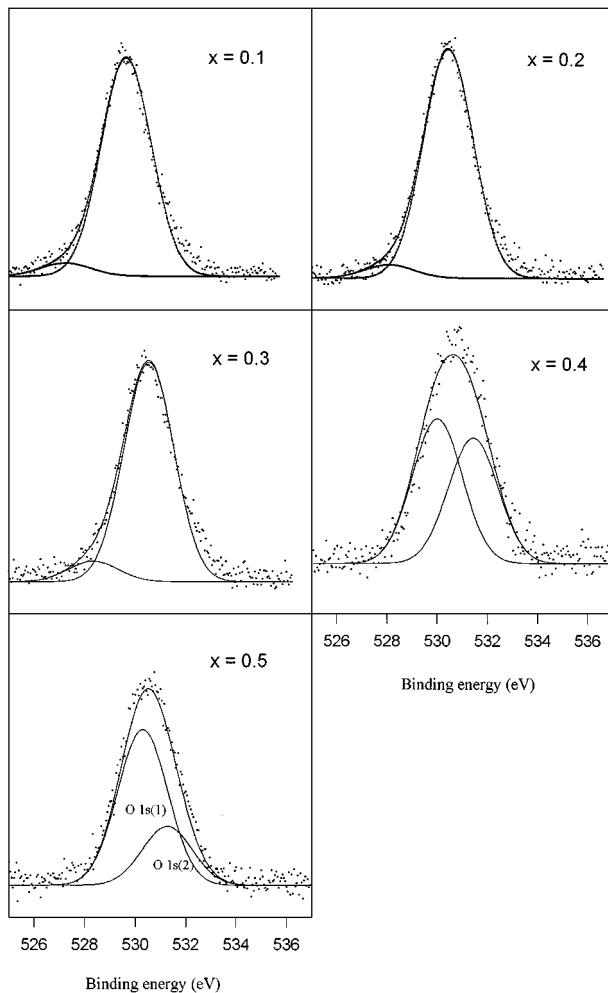 x = 0.1
x = 0.2
x = 0.3
x = 0.4
526 528 530 532 534 536
Binding energy (eV)
x = 0.5
O 1s(1)
O 1s(2)
526 528 530 532 534 536
Binding energy (eV)